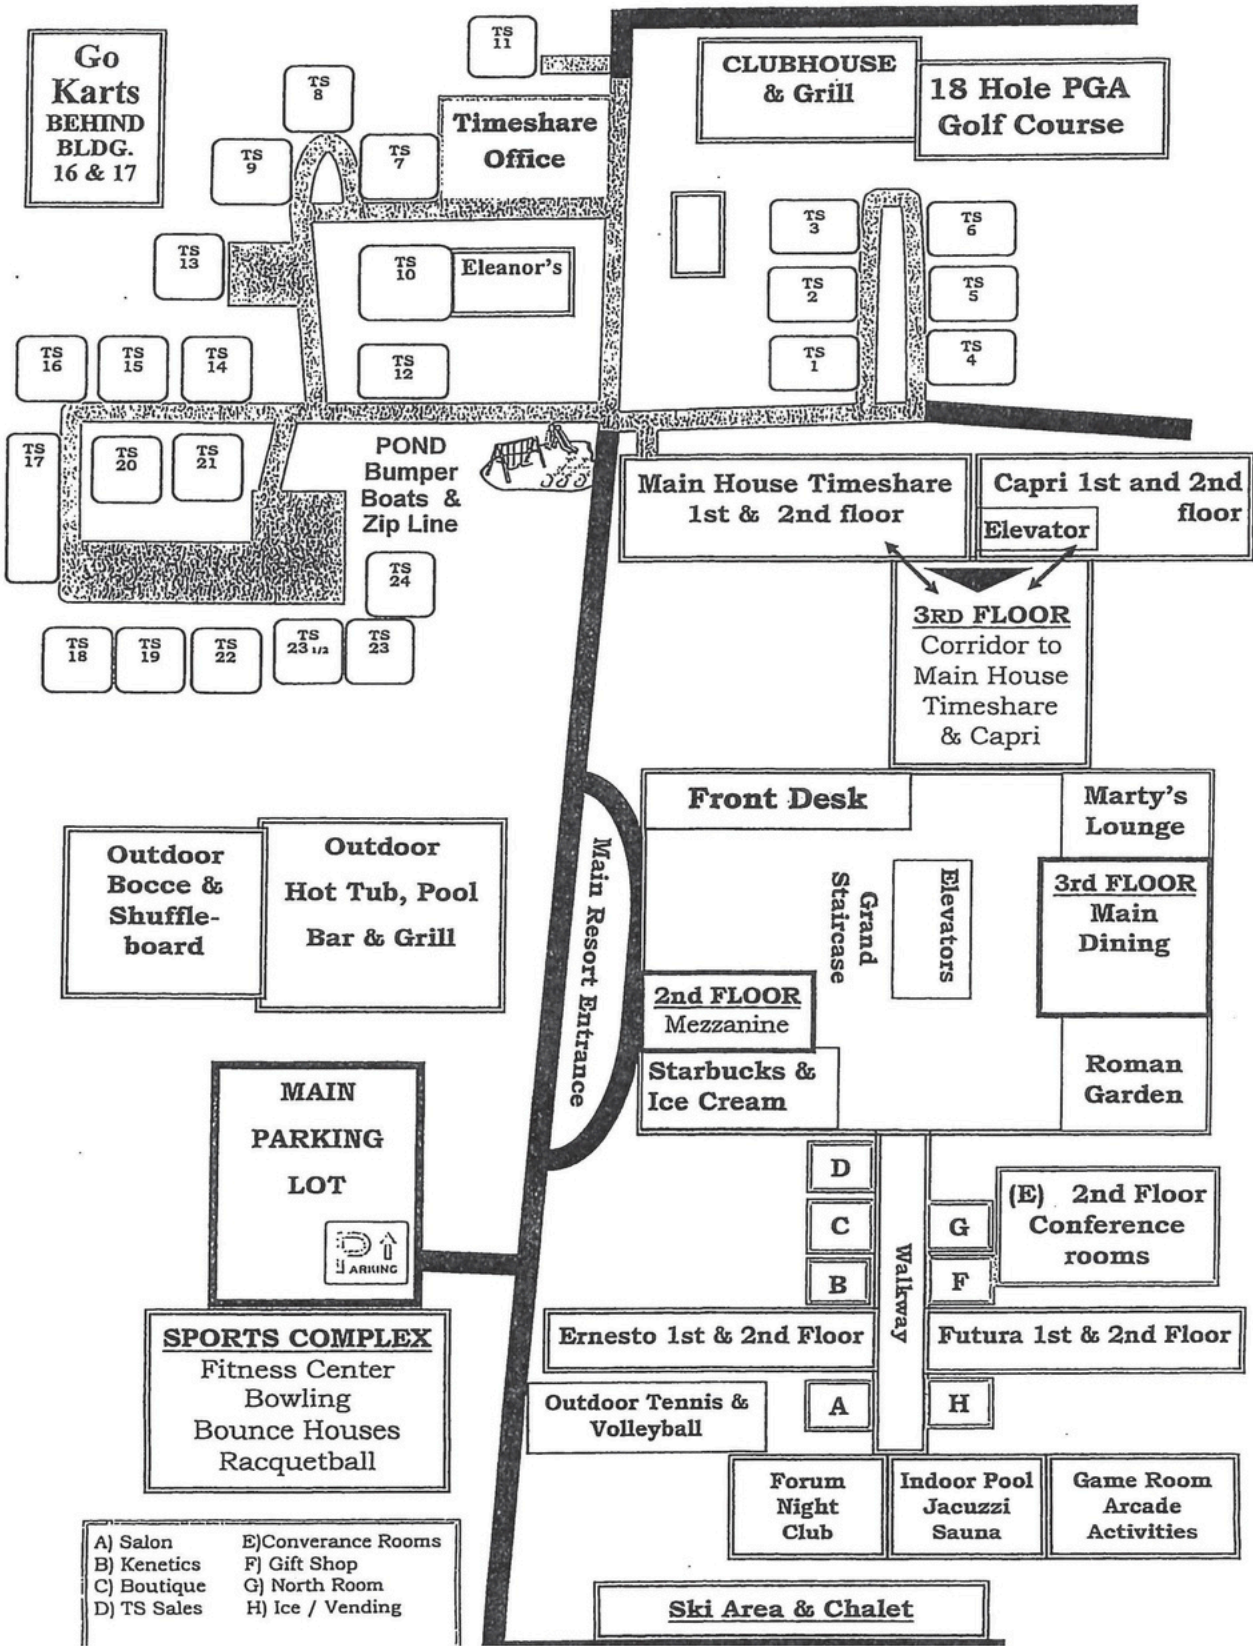 TS
11
Go
Karts
BEHIND
BLDG.
16 & 17
TS
8
CLUBHOUSE
& Grill
18 Hole PGA
Golf Course
Timeshare
Office
TS
9
TS
7
TS
3
TS
6
TS
13
TS
10
Eleanor's
TS
2
TS
5
TS
16
TS
15
TS
14
TS
12
TS
1
TS
4
TS
17
TS
20
TS
21
POND
Bumper
Boats &
Zip Line
Main House Timeshare
1st & 2nd floor
Capri 1st and 2nd
floor
Elevator
TS
24
3RD FLOOR
Corridor to
Main House
Timeshare
& Capri
TS
18
TS
19
TS
22
TS
23 1/2
TS
23
Front Desk
Marty's
Lounge
Outdoor
Bocce &
Shuffle-
board
Outdoor
Hot Tub, Pool
Bar & Grill
Main Resort Entrance
Grand
Staircase
Elevators
3rd FLOOR
Main
Dining
2nd FLOOR
Mezzanine
Starbucks &
Ice Cream
Roman
Garden
MAIN
PARKING
LOT
P
ARKING
D
C
B
Walkway
G
F
(E) 2nd Floor
Conference
rooms
SPORTS COMPLEX
Fitness Center
Bowling
Bounce Houses
Racquetball
Ernesto 1st & 2nd Floor
Futura 1st & 2nd Floor
Outdoor Tennis &
Volleyball
A
H
Forum
Night
Club
Indoor Pool
Jacuzzi
Sauna
Game Room
Arcade
Activities
A) Salon E)Converance Rooms
B) Kenetics F) Gift Shop
C) Boutique G) North Room
D) TS Sales H) Ice / Vending
Ski Area & Chalet